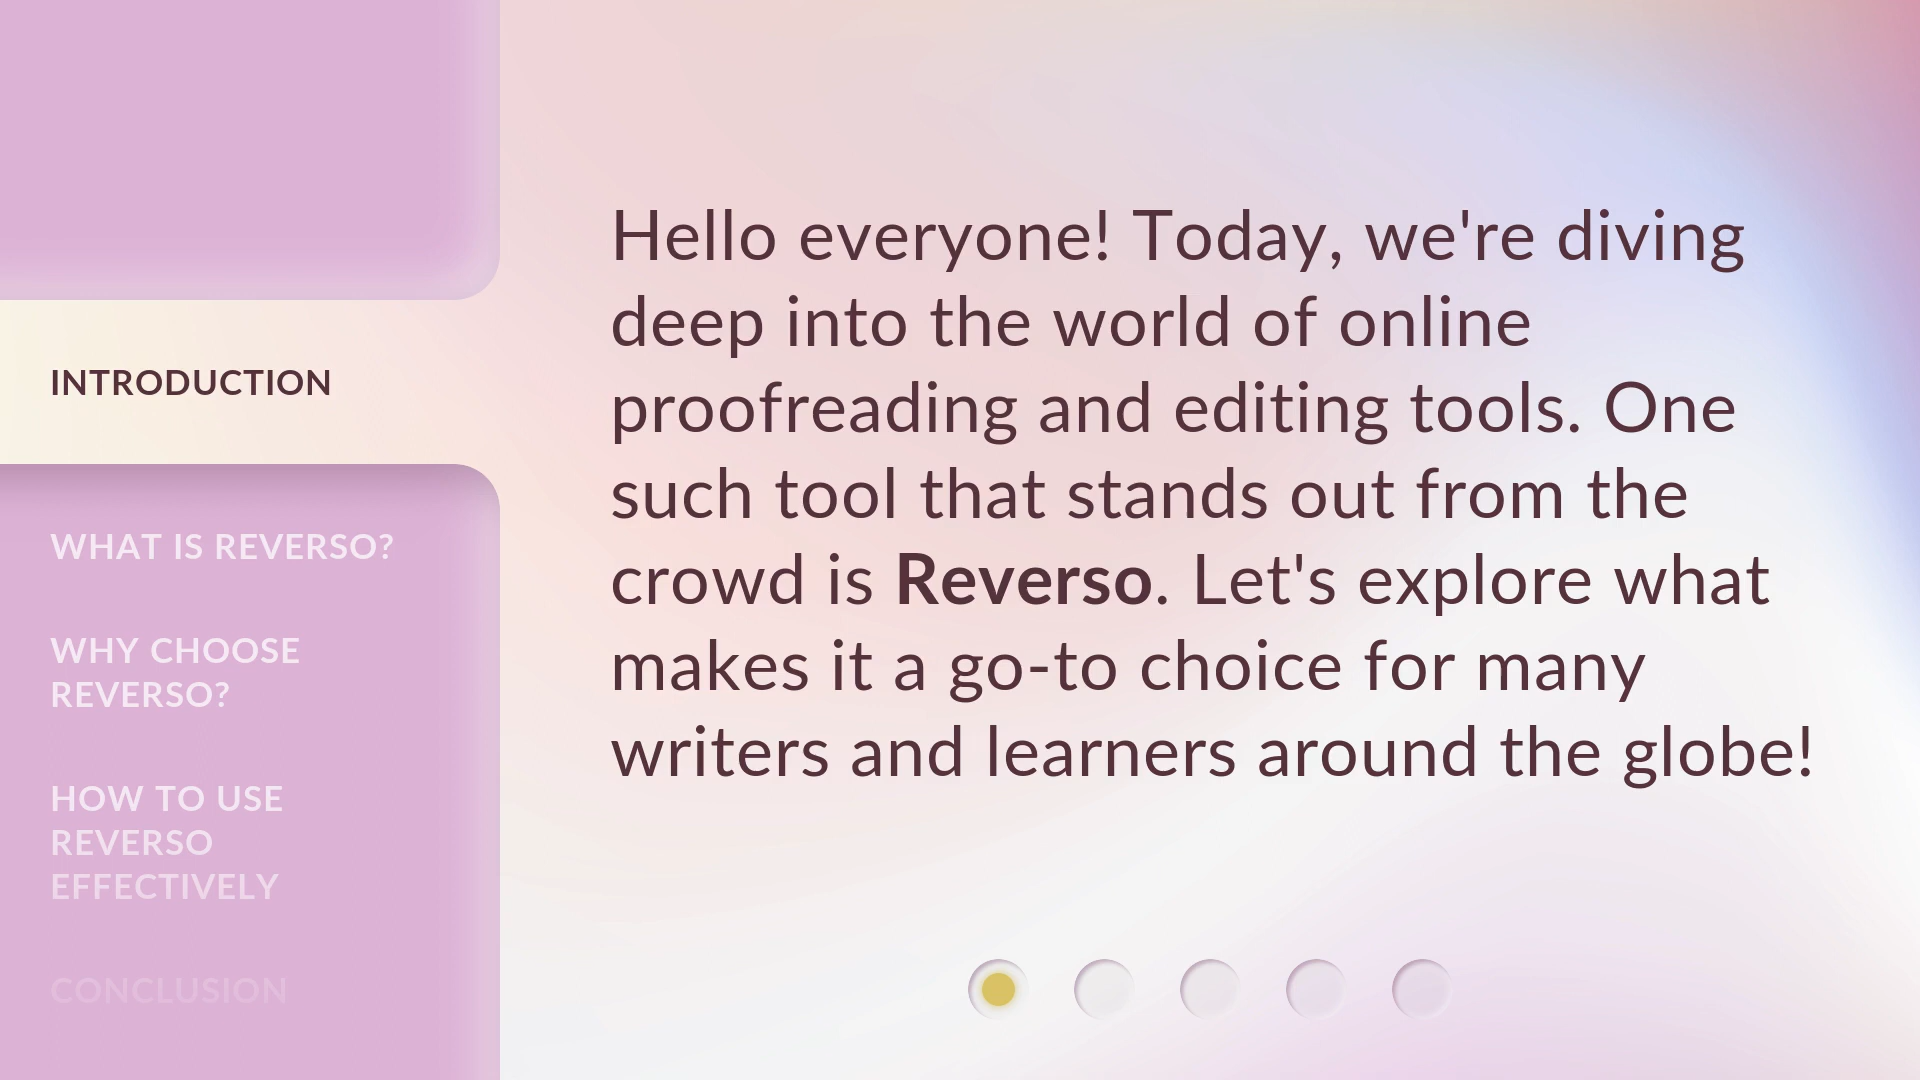 INTRODUCTION
WHAT IS REVERSO?
WHY CHOOSE
REVERSO?
HOW TO USE
REVERSO
EFFECTIVELY
CONCLUSION
Hello everyone! Today, we're diving
deep into the world of online
proofreading and editing tools. One
such tool that stands out from the
crowd is Reverso. Let's explore what
makes it a go-to choice for many
writers and learners around the globe!